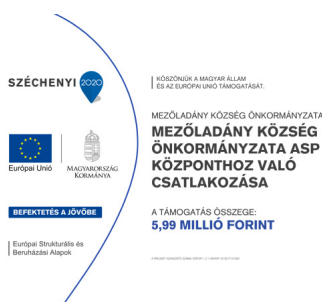 SZÉCHENYI 2020
Európai Unió
MAGYARORSZÁG
KORMÁNYA
BEFEKTETÉS A JÖVŐBE
Európai Strukturális és
Beruházási Alapok
KÖSZÖNJÜK A MAGYAR ÁLLAM
ÉS AZ EURÓPAI UNIÓ TÁMOGATÁSÁT.
MEZŐLADÁNY KÖZSÉG ÖNKORMÁNYZATA
MEZŐLADÁNY KÖZSÉG
ÖNKORMÁNYZATA ASP
KÖZPONTHOZ VALÓ
CSATLAKOZÁSA
A TÁMOGATÁS ÖSSZEGE:
5,99 MILLIÓ FORINT